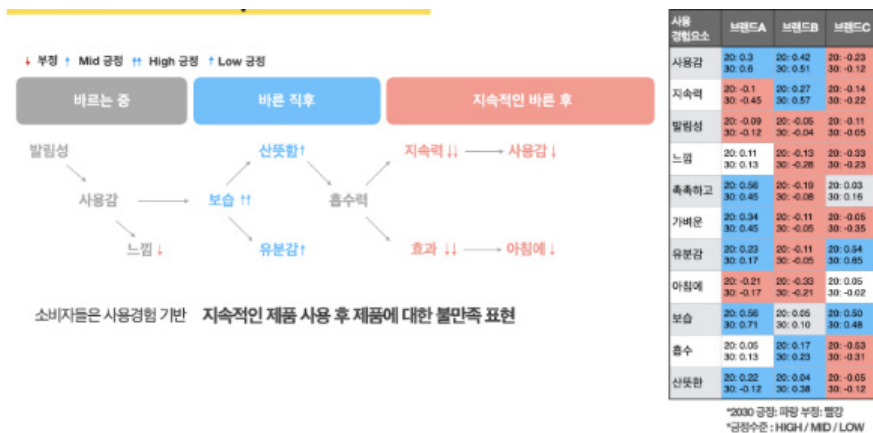 ↓ 부정 ↑ Mid 긍정 ↑↑ High 긍정 ↑ Low 긍정
바르는 중
바른 직후
지속적인 바른 후
발림성
산뜻함↑
지속력 ↓↓
사용감 ↓
사용감
보습 ↑↑
흡수력
느낌 ↓
유분감↑
효과 ↓↓
아침에 ↓
소비자들은 사용경험 기반 지속적인 제품 사용 후 제품에 대한 불만족 표현
사용
경험요소
브랜드A 브랜드B 브랜드C
사용감
20: 0.3 20: 0.42 20: -0.23
30: 0.6 30: 0.51 30: -0.12
지속력
20: -0.1 20: 0.27 20: -0.14
30: -0.45 30: 0.57 30: -0.22
발림성
20: -0.09 20: -0.05 20: -0.11
30: -0.12 30: -0.04 30: -0.05
느낌
20: 0.11 20: -0.13 20: -0.33
30: 0.13 30: -0.28 30: -0.23
촉촉하고
20: 0.56 20: -0.19 20: 0.03
30: 0.45 30: -0.08 30: 0.16
가벼운
20: 0.34 20: -0.11 20: -0.05
30: 0.45 30: -0.05 30: -0.35
유분감
20: 0.23 20: -0.11 20: 0.54
30: 0.17 30: -0.05 30: 0.65
아침에
20: -0.21 20: -0.33 20: 0.05
30: -0.17 30: -0.21 30: -0.02
보습
20: 0.56 20: 0.05 20: 0.50
30: 0.71 30: 0.10 30: 0.48
흡수
20: 0.05 20: 0.17 20: -0.53
30: 0.13 30: 0.23 30: -0.31
산뜻한
20: 0.22 20: 0.04 20: -0.05
30: -0.12 30: 0.38 30: -0.12
*2030 긍정: 파랑 부정: 빨강
*긍정수준 : HIGH / MID / LOW